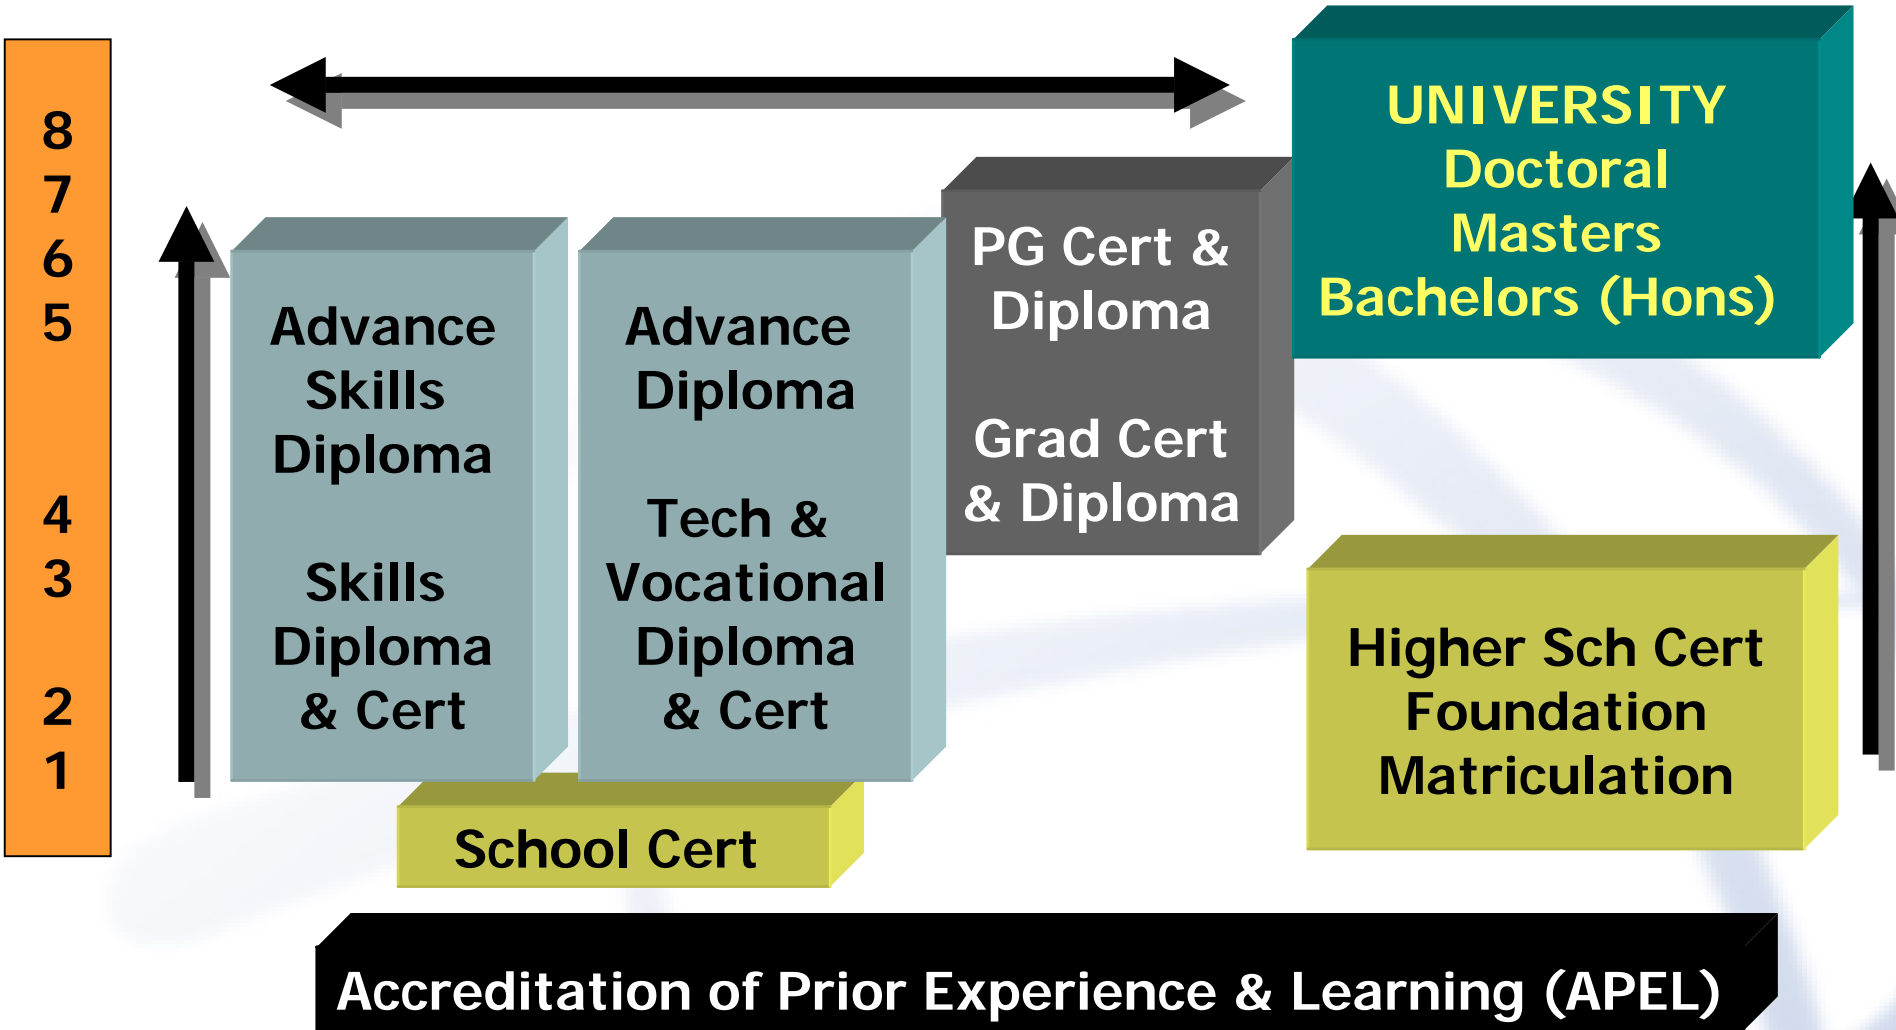 8
7
6
5
4
3
2
1
Advance
Skills
Diploma
Skills
Diploma
& Cert
Advance
Diploma
Tech &
Vocational
Diploma
& Cert
School Cert
PG Cert &
Diploma
Grad Cert
& Diploma
UNIVERSITY
Doctoral
Masters
Bachelors (Hons)
Higher Sch Cert
Foundation
Matriculation
Accreditation of Prior Experience & Learning (APEL)